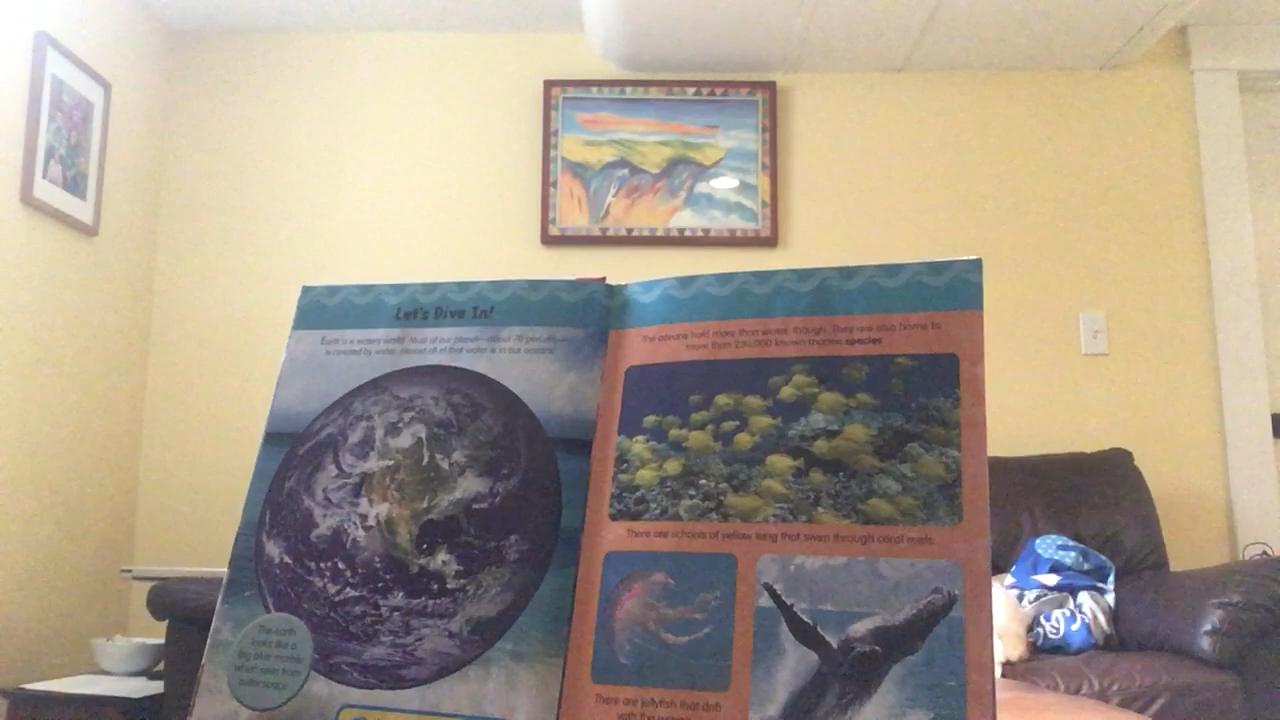 Let's Dive In!
Earth is a watery world. Most of our planet—about 70 percent—
is covered by water. Almost all of that water is in our oceans.
The earth
looks like a
big blue marble
when seen from
outer space.
The oceans hold more than water, though. They are also home to
more than 230,000 known marine species.
There are schools of yellow tang that swim through coral reefs.
There are jellyfish that drift
with the